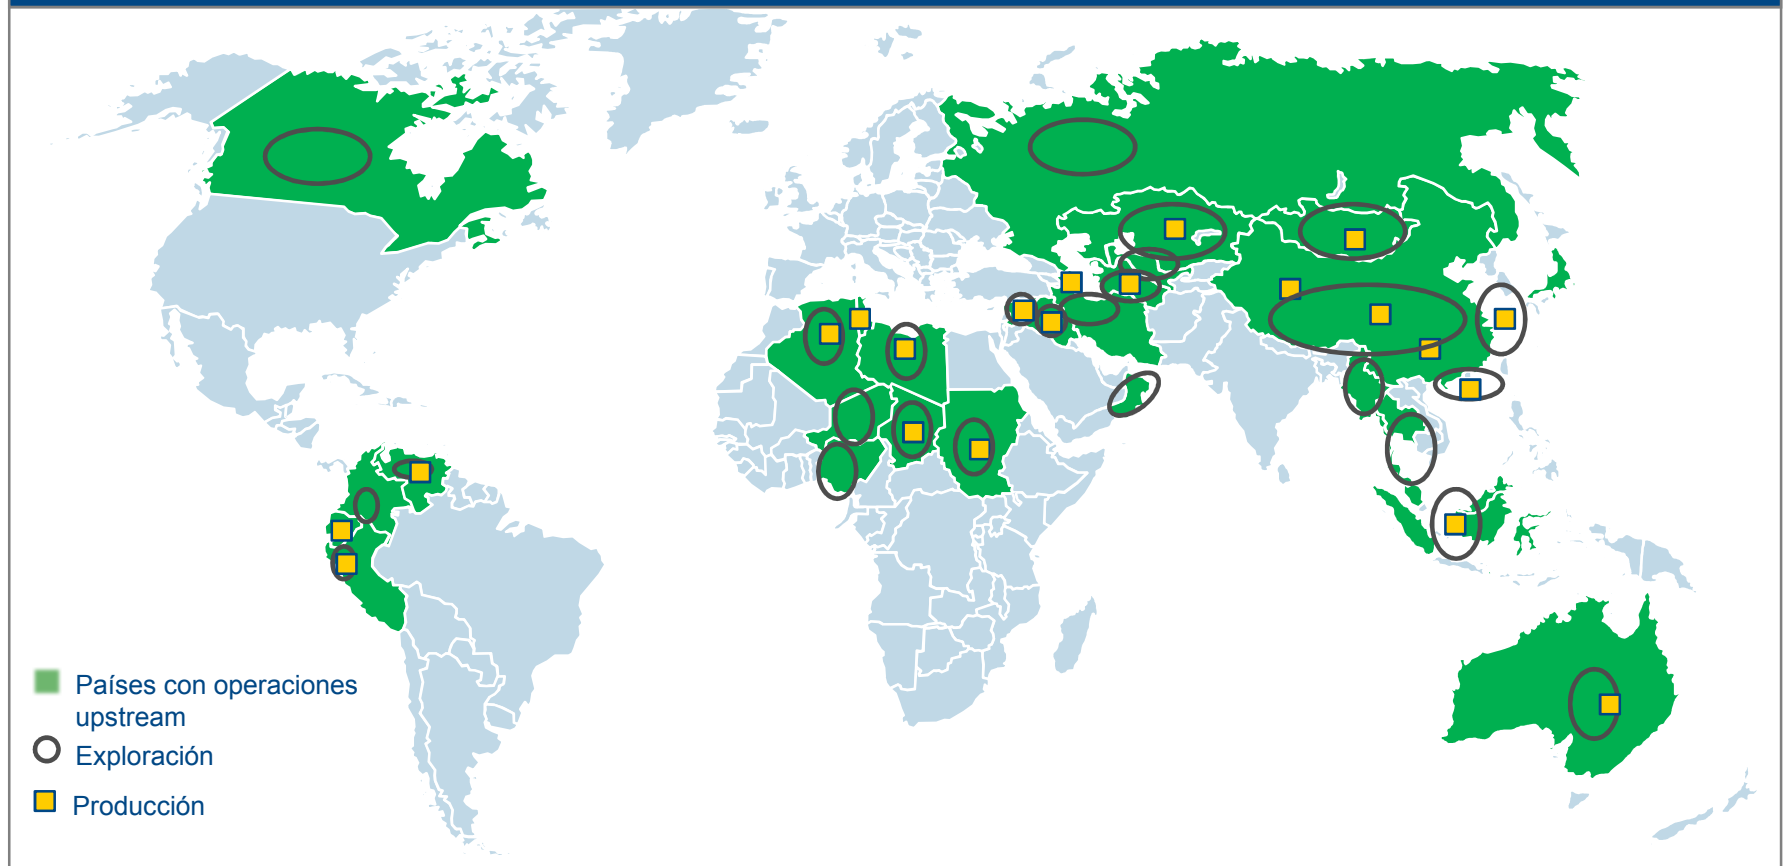 Países con operaciones
upstream
Exploración
Producción